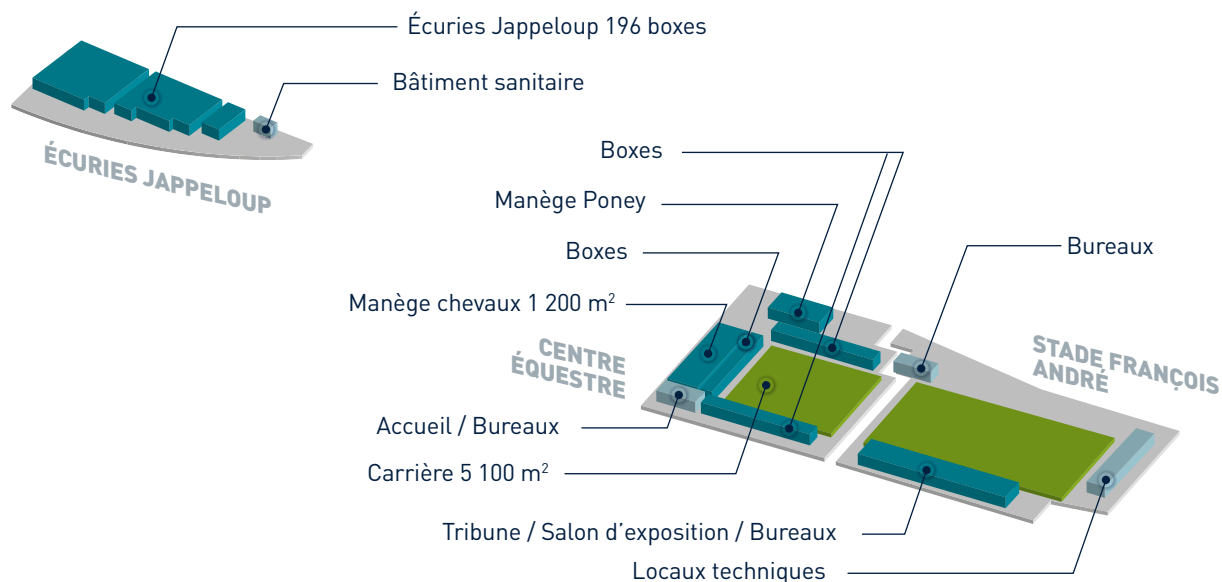 Écuries Jappeloup 196 boxes
Bâtiment sanitaire
ÉCURIES JAPPELOUP
Boxes
Manège Poney
Boxes
Bureaux
Manège chevaux 1 200 m²
CENTRE
ÉQUESTRE
STADE FRANÇOIS
ANDRÉ
Accueil / Bureaux
Carrière 5 100 m²
Tribune / Salon d’exposition / Bureaux
Locaux techniques